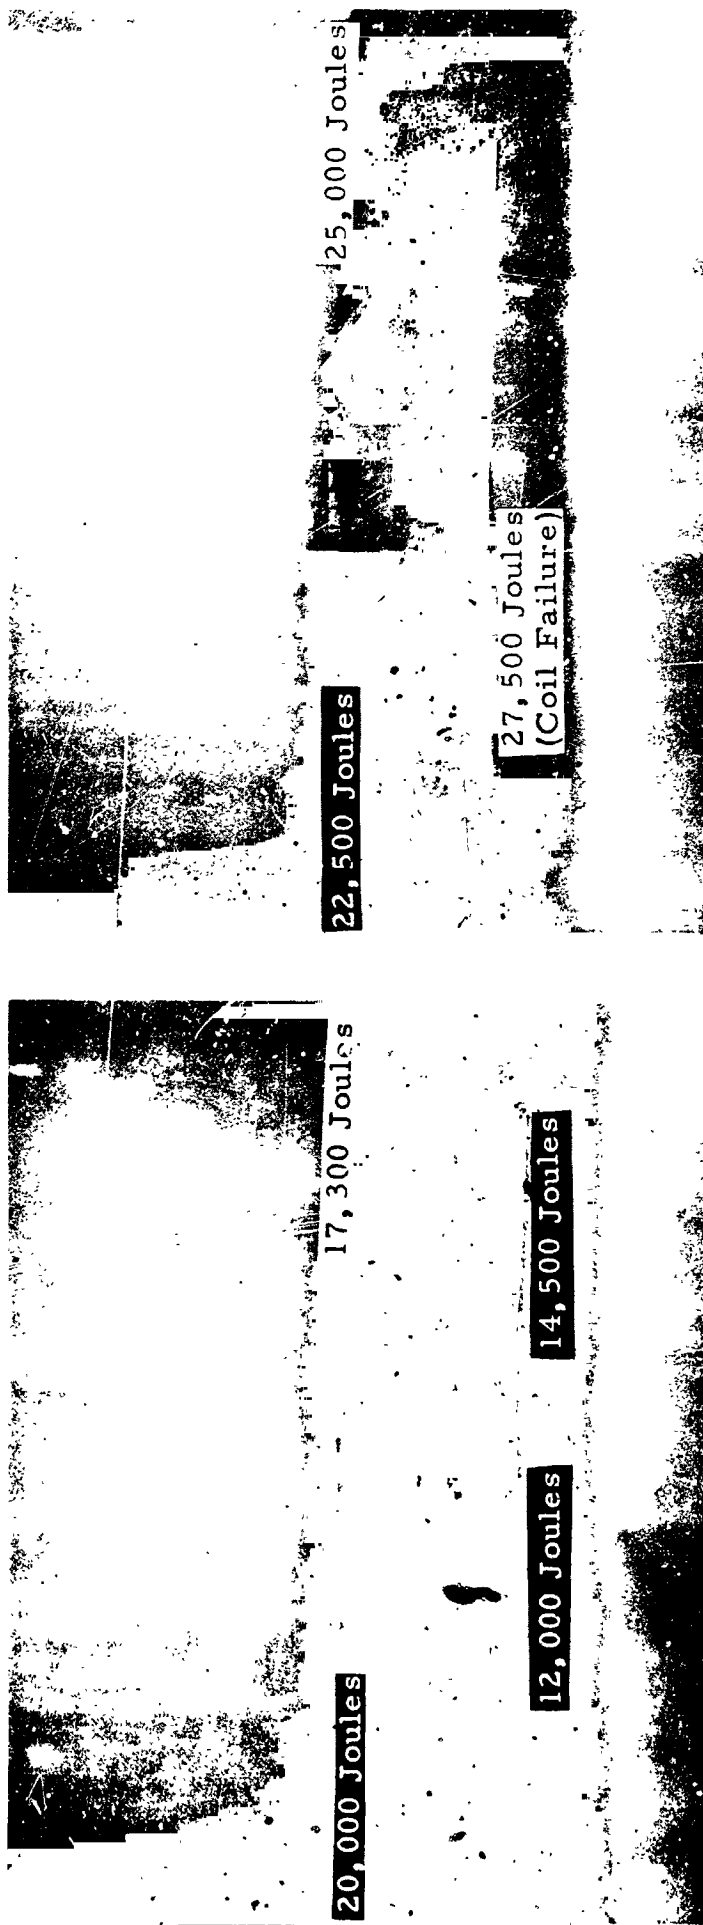 22,500 Joules
25,000 Joules
27,500 Joules
(Coil Failure)
20,000 Joules
17,300 Joules
12,000 Joules
14,500 Joules